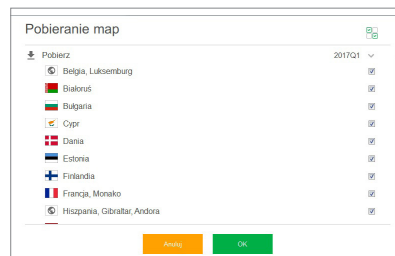 Pobieranie map
Pobierz 2017Q1
Belgia, Luksemburg
Białoruś
Bułgaria
Cypr
Dania
Estonia
Finlandia
Francja, Monako
Hiszpania, Gibraltar, Andora
Anuluj OK